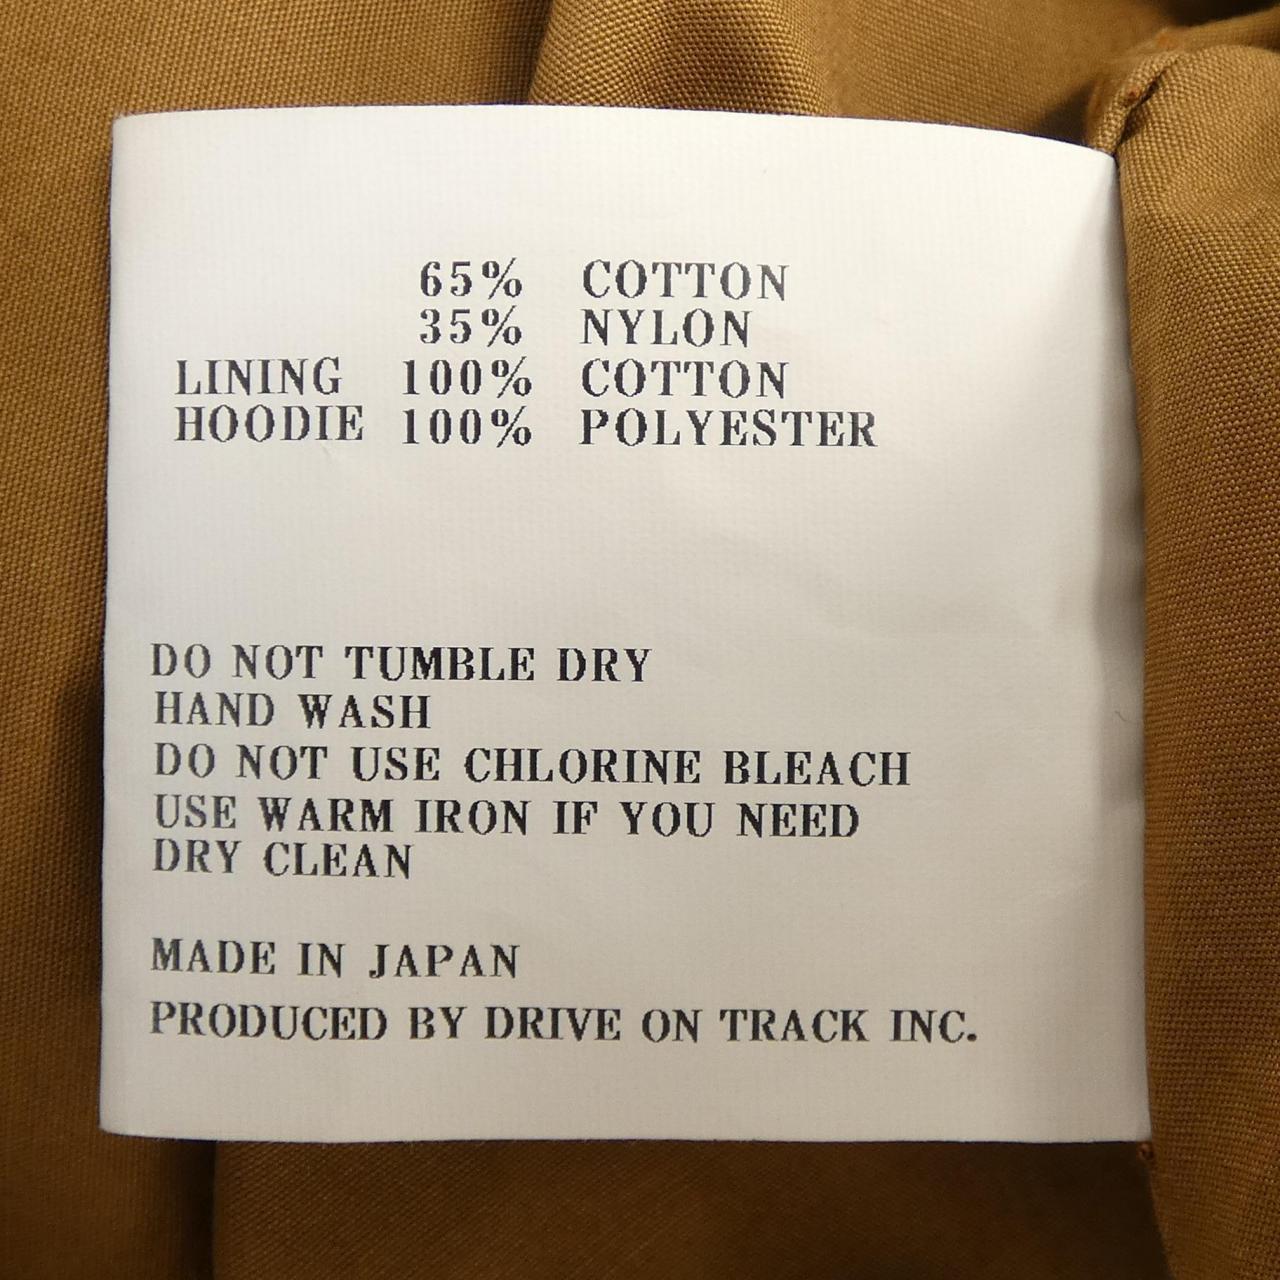 65% COTTON
35% NYLON
LINING 100% COTTON
HOODIE 100% POLYESTER
DO NOT TUMBLE DRY
HAND WASH
DO NOT USE CHLORINE BLEACH
USE WARM IRON IF YOU NEED
DRY CLEAN
MADE IN JAPAN
PRODUCED BY DRIVE ON TRACK INC.